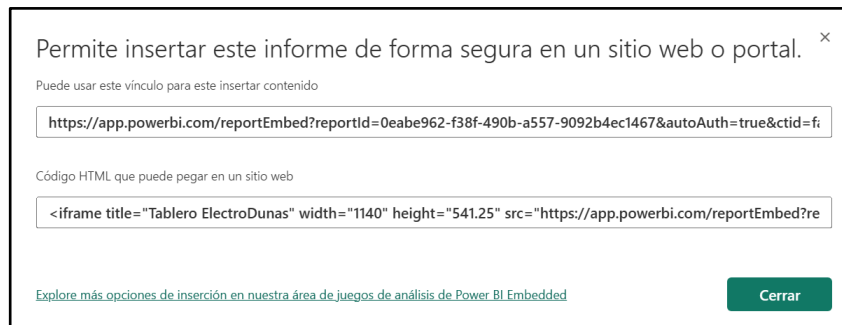 Permite insertar este informe de forma segura en un sitio web o portal.
Puede usar este vínculo para este insertar contenido
https://app.powerbi.com/reportEmbed?reportId=0eabe962-f38f-490b-a557-9092b4ec1467&autoAuth=true&ctid=fa
Código HTML que puede pegar en un sitio web
<iframe title="Tablero ElectroDunas" width="1140" height="541.25" src="https://app.powerbi.com/reportEmbed?re
Explore más opciones de inserción en nuestra área de juegos de análisis de Power BI Embedded
Cerrar